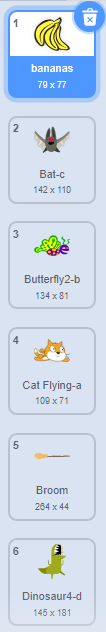 1
bananas
79 x 77
2
Bat-c
142 x 110
3
Butterfly2-b
134 x 81
4
Cat Flying-a
109 x 71
5
Broom
264 x 44
6
Dinosaur4-d
145 x 181